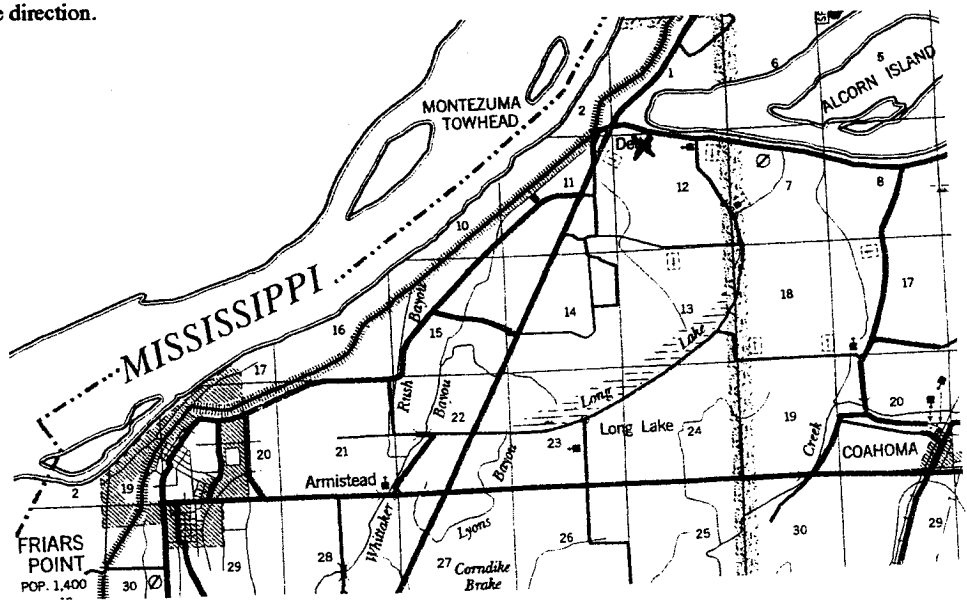 e direction.
MONTEZUMA
TOWHEAD
MISSISSIPPI
ALCORN ISLAND
5
6
1
2
12
7
8
11
10
17
18
13
14
15
16
17
Bayou
Rush
Bayou
22
Long Lake
23
Long Lake
24
19
20
Creek
COAHOMA
21
20
Armistead
2
19
FRIARS
POINT
POP. 1,400
30
29
28
Whittaker
27
Lyons
Bayou
Corndike
Brake
26
25
30
29